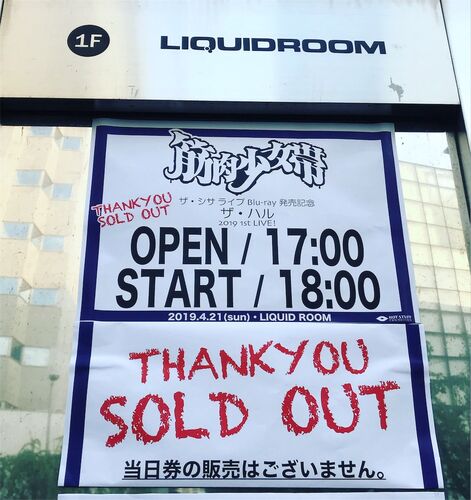 1F
LIQUIDROOM
筋肉少女帯
THANKYOU
SOLD OUT
ザ・シサ ライブ Blu-ray 発売記念
ザ・ハル
2019 1st LIVE!
OPEN / 17:00
START / 18:00
2019.4.21(sun)・LIQUID ROOM
HOT STUFF
THANKYOU
SOLD OUT
当日券の販売はございません。